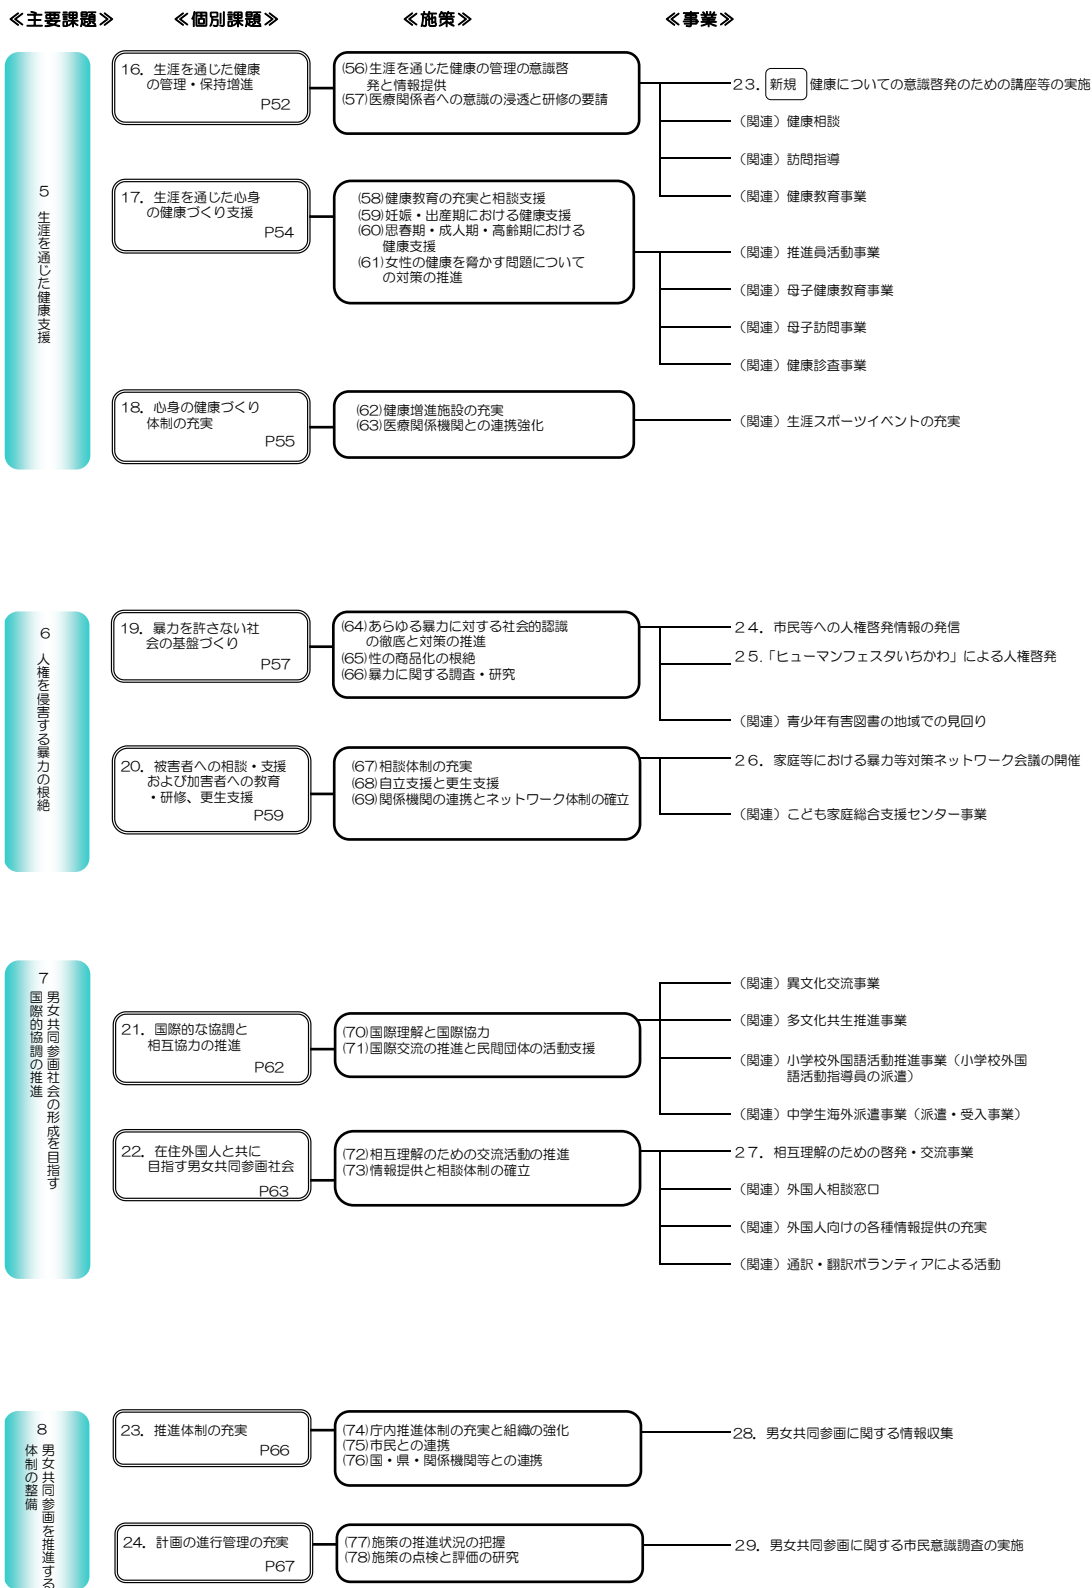 ≪主要課題≫ ≪個別課題≫ ≪施策≫ ≪事業≫
5 生涯を通じた健康支援
16．生涯を通じた健康
の管理・保持増進
P52
(56)生涯を通じた健康の管理の意識啓
発と情報提供
(57)医療関係者への意識の浸透と研修の要請
23． 新規 健康についての意識啓発のための講座等の実施
（関連）健康相談
（関連）訪問指導
（関連）健康教育事業
17．生涯を通じた心身
の健康づくり支援
P54
(58)健康教育の充実と相談支援
(59)妊娠・出産期における健康支援
(60)思春期・成人期・高齢期における
健康支援
(61)女性の健康を脅かす問題について
の対策の推進
（関連）推進員活動事業
（関連）母子健康教育事業
（関連）母子訪問事業
（関連）健康診査事業
18．心身の健康づくり
体制の充実
P55
(62)健康増進施設の充実
(63)医療関係機関との連携強化
（関連）生涯スポーツイベントの充実
6 人権を侵害する暴力の根絶
19．暴力を許さない社
会の基盤づくり
P57
(64)あらゆる暴力に対する社会的認識
の徹底と対策の推進
(65)性の商品化の根絶
(66)暴力に関する調査・研究
２４．市民等への人権啓発情報の発信
２５．「ヒューマンフェスタいちかわ」による人権啓発
（関連）青少年有害図書の地域での見回り
20．被害者への相談・支援
および加害者への教育
・研修、更生支援
P59
(67)相談体制の充実
(68)自立支援と更生支援
(69)関係機関の連携とネットワーク体制の確立
２６．家庭等における暴力等対策ネットワーク会議の開催
（関連）こども家庭総合支援センター事業
7 男女共同参画社会の形成を目指す
国際的協調の推進
21．国際的な協調と
相互協力の推進
P62
(70)国際理解と国際協力
(71)国際交流の推進と民間団体の活動支援
（関連）異文化交流事業
（関連）多文化共生推進事業
（関連）小学校外国語活動推進事業（小学校外国
語活動指導員の派遣）
（関連）中学生海外派遣事業（派遣・受入事業）
22．在住外国人と共に
目指す男女共同参画社会
P63
(72)相互理解のための交流活動の推進
(73)情報提供と相談体制の確立
２７．相互理解のための啓発・交流事業
（関連）外国人相談窓口
（関連）外国人向けの各種情報提供の充実
（関連）通訳・翻訳ボランティアによる活動
8 男女共同参画を推進する
体制の整備
23．推進体制の充実
P66
(74)庁内推進体制の充実と組織の強化
(75)市民との連携
(76)国・県・関係機関等との連携
28．男女共同参画に関する情報収集
24．計画の進行管理の充実
P67
(77)施策の推進状況の把握
(78)施策の点検と評価の研究
29．男女共同参画に関する市民意識調査の実施